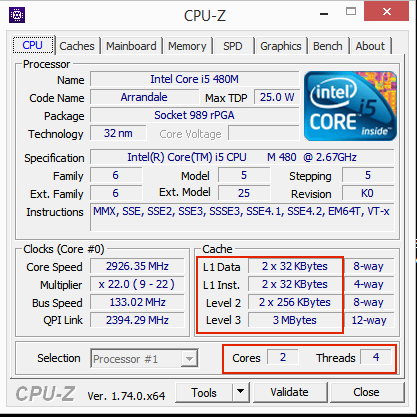 CPU-Z
CPU Caches Mainboard Memory SPD Graphics Bench About
Processor
Name Intel Core i5 480M
Code Name Arrandale Max TDP 25.0 W
Package Socket 989 rPGA
Technology 32 nm Core Voltage
intel CORE i5 inside™
Specification Intel(R) Core(TM) i5 CPU M 480 @ 2.67GHz
Family 6 Model 5 Stepping 5
Ext. Family 6 Ext. Model 25 Revision K0
Instructions MMX, SSE, SSE2, SSE3, SSSE3, SSE4.1, SSE4.2, EM64T, VT-x
Clocks (Core #0) Cache
Core Speed 2926.35 MHz L1 Data 2 x 32 KBytes 8-way
Multiplier x 22.0 ( 9 - 22 ) L1 Inst. 2 x 32 KBytes 4-way
Bus Speed 133.02 MHz Level 2 2 x 256 KBytes 8-way
QPI Link 2394.29 MHz Level 3 3 MBytes 12-way
Selection Processor #1 Cores 2 Threads 4
CPU-Z Ver. 1.74.0.x64 Tools Validate Close